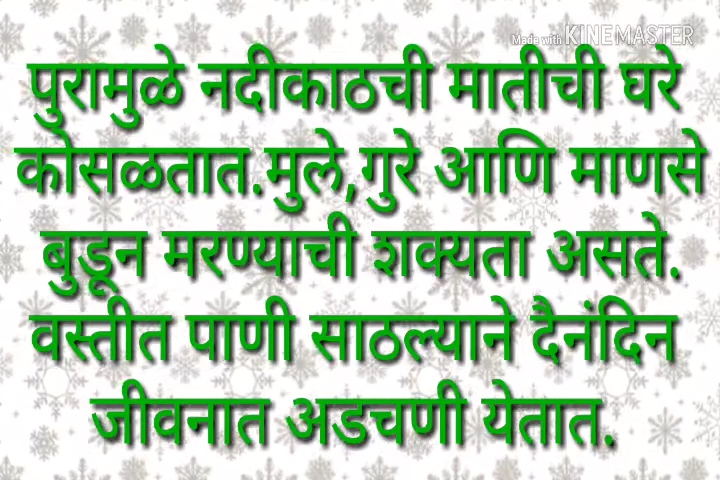 Made with KINEMASTER
पुरामुळे नदीकाठची मातीची घरे
कोसळतात.मुले,गुरे आणि माणसे
बुडून मरण्याची शक्यता असते.
वस्तीत पाणी साठल्याने दैनंदिन
जीवनात अडचणी येतात.